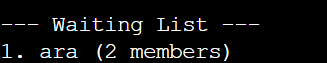 --- Waiting List ---
1. ara (2 members)